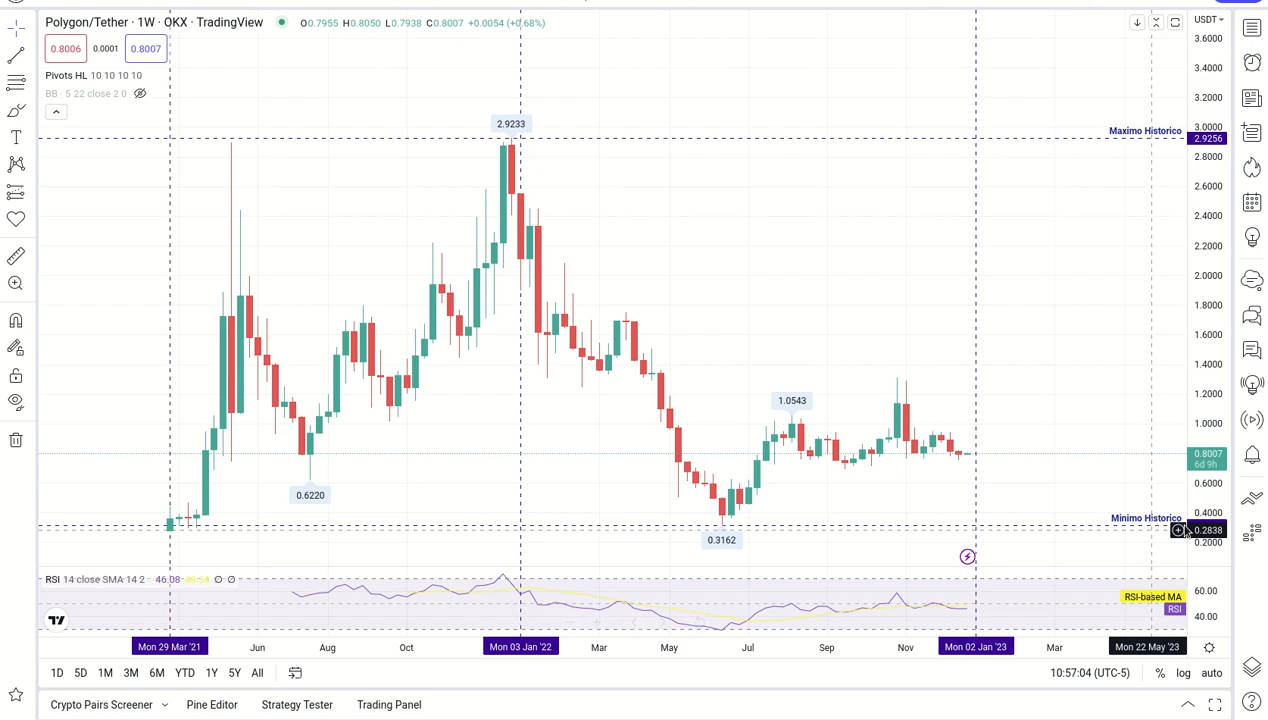 Polygon/Tether · 1W · OKX · TradingView
O0.7955 H0.8050 L0.7938 C0.8007 +0.0054 (+0.68%)
USDT
0.8006
0.0001
0.8007
Pivots HL 10 10 10 10
BB · 5 22 close 2 0
3.6000
3.4000
3.2000
3.0000
2.9233
Maximo Historico
2.9256
2.8000
2.6000
2.4000
2.2000
2.0000
1.8000
1.6000
1.4000
1.2000
1.0543
1.0000
0.8007
6d 9h
0.6220
0.6000
0.4000
Minimo Historico
0.2838
0.3162
0.2000
RSI 14 close SMA 14 2 46.08
∅ ∅
60.00
RSI-based MA
RSI
40.00
Mon 29 Mar '21
Jun
Aug
Oct
Mon 03 Jan '22
Mar
May
Jul
Sep
Nov
Mon 02 Jan '23
Mar
Mon 22 May '23
1D
5D
1M
3M
6M
YTD
1Y
5Y
All
10:57:04 (UTC-5)
%
log
auto
Crypto Pairs Screener
Pine Editor
Strategy Tester
Trading Panel